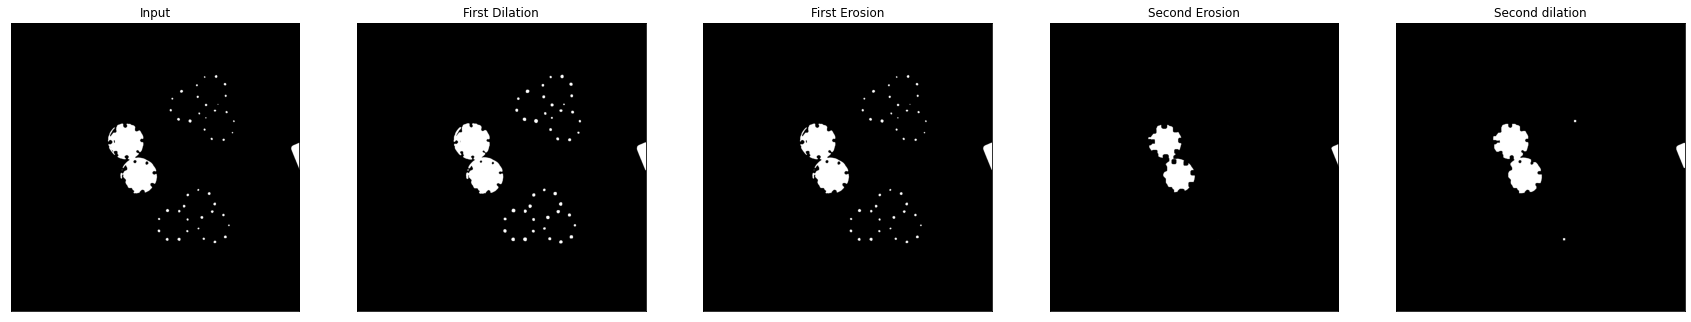 Input
First Dilation
First Erosion
Second Erosion
Second dilation